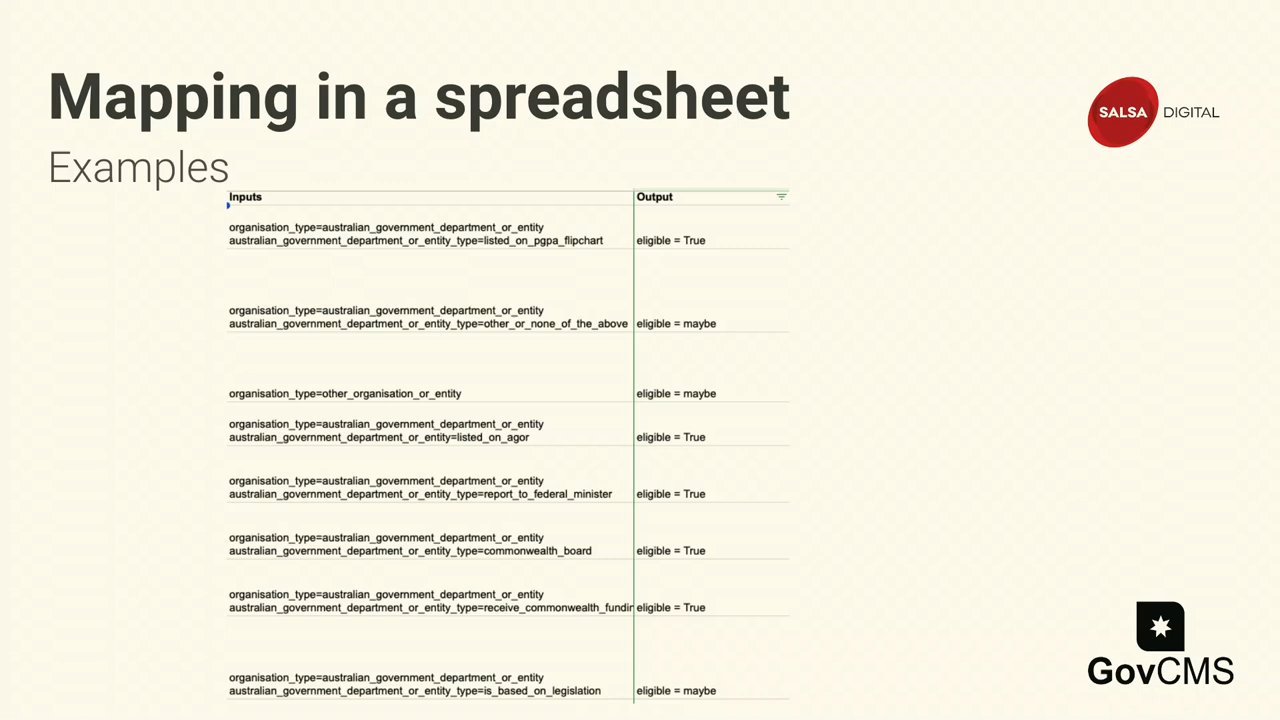 Mapping in a spreadsheet
SALSA DIGITAL
Examples
Inputs Output
organisation_type=australian_government_department_or_entity
australian_government_department_or_entity_type=listed_on_pgpa_flipchart eligible = True
organisation_type=australian_government_department_or_entity
australian_government_department_or_entity_type=other_or_none_of_the_above eligible = maybe
organisation_type=other_organisation_or_entity eligible = maybe
organisation_type=australian_government_department_or_entity
australian_government_department_or_entity=listed_on_agor eligible = True
organisation_type=australian_government_department_or_entity
australian_government_department_or_entity_type=report_to_federal_minister eligible = True
organisation_type=australian_government_department_or_entity
australian_government_department_or_entity_type=commonwealth_board eligible = True
organisation_type=australian_government_department_or_entity
australian_government_department_or_entity_type=receive_commonwealth_fundin eligible = True
organisation_type=australian_government_department_or_entity
australian_government_department_or_entity_type=is_based_on_legislation eligible = maybe
GovCMS